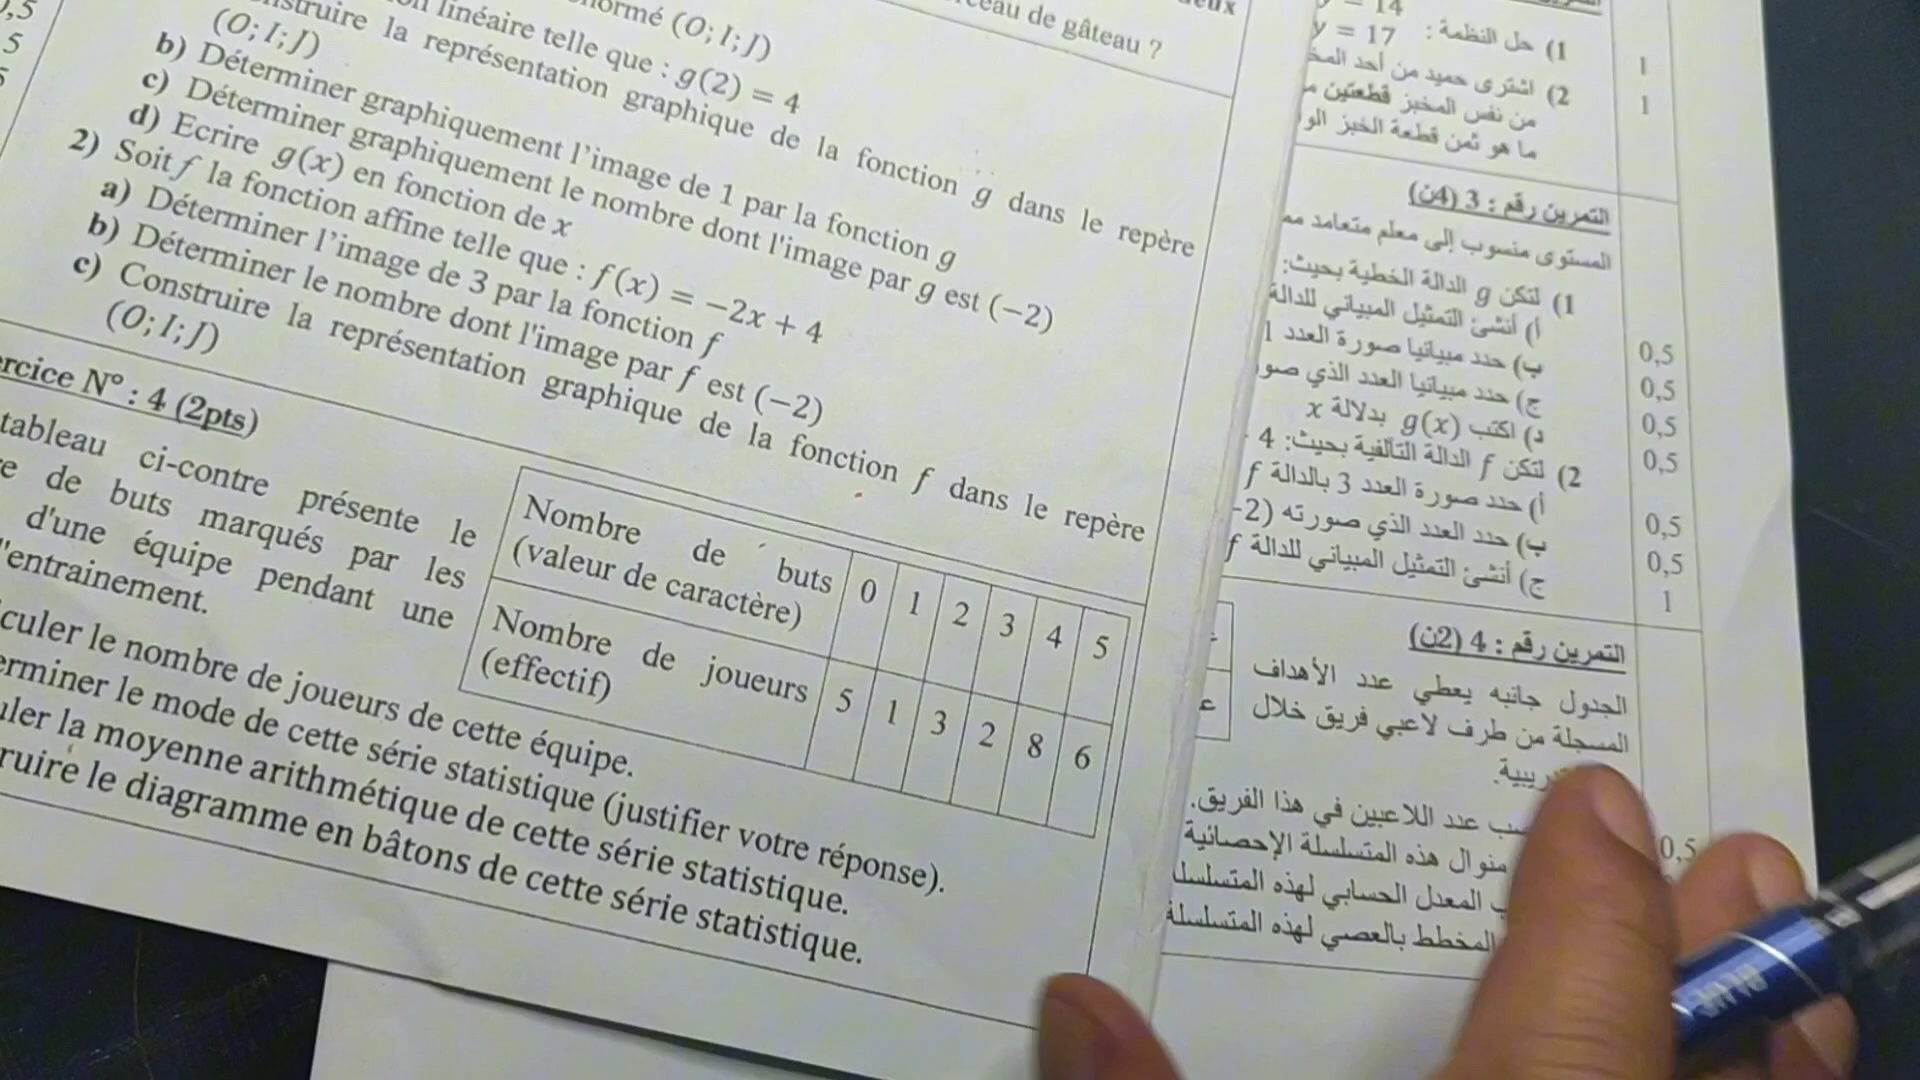 0,5
5
5
normé (O; I; J)
linéaire telle que : g(2) = 4
la représentation graphique de la fonction g dans le repère
(O; I; J)
b) Déterminer graphiquement l'image de 1 par la fonction g
c) Déterminer graphiquement le nombre dont l'image par g est (−2)
d) Ecrire g(x) en fonction de x
2) Soit f la fonction affine telle que : f(x) = −2x + 4
a) Déterminer l'image de 3 par la fonction f
b) Déterminer le nombre dont l'image par f est (−2)
c) Construire la représentation graphique de la fonction f dans le repère
(O; I; J)
rcice N° : 4 (2pts)
tableau ci-contre présente le
e de buts marqués par les
d'une équipe pendant une
l'entrainement.
Nombre de buts
(valeur de caractère) 0 1 2 3 4 5
Nombre de joueurs
(effectif) 5 1 3 2 8 6
culer le nombre de joueurs de cette équipe.
erminer le mode de cette série statistique (justifier votre réponse).
uler la moyenne arithmétique de cette série statistique.
ruire le diagramme en bâtons de cette série statistique.
ceau de gâteau ?
eux
y = 14
y = 17
1) حل النظمة :
2) اشترى حميد من أحد
من نفس المخبز قطعتين
ما هو ثمن قطعة الخبز
1
1
التمرين رقم : 3 (4ن)
المستوى منسوب إلى معلم متعامد
1) لتكن g الدالة الخطية بحيث:
أ) أنشئ التمثيل المبياني للدالة
ب) حدد مبيانيا صورة العدد 1
ج) حدد مبيانيا العدد الذي
د) اكتب g(x) بدلالة x
2) لتكن f الدالة التآلفية بحيث: 4
أ) حدد صورة العدد 3 بالدالة f
ب) حدد العدد الذي صورته (2-
ج) أنشئ التمثيل المبياني للدالة f
0,5
0,5
0,5
0,5
0,5
0,5
1
التمرين رقم : 4 (2ن)
الجدول جانبه يعطي عدد الأهداف
المسجلة من طرف لاعبي فريق خلال
عدد اللاعبين في هذا الفريق.
منوال هذه المتسلسلة الإحصائية
المعدل الحسابي لهذه
المخطط بالعصي لهذه المتسلسلة
0,5